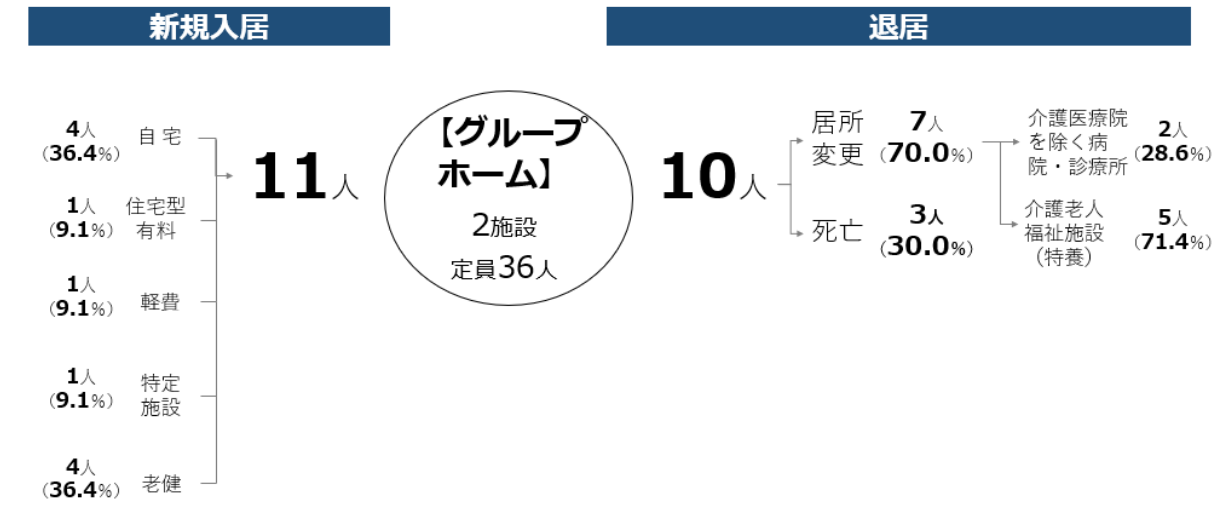 新規入居
4人
（36.4%）
自宅
1人
（9.1%）
住宅型
有料
1人
（9.1%）
軽費
1人
（9.1%）
特定
施設
4人
（36.4%）
老健
11人
【グループ
ホーム】
2施設
定員36人
退居
10人
居所
変更
7人
（70.0%）
死亡
3人
（30.0%）
介護医療院
を除く病
院・診療所
2人
（28.6%）
介護老人
福祉施設
（特養）
5人
（71.4%）